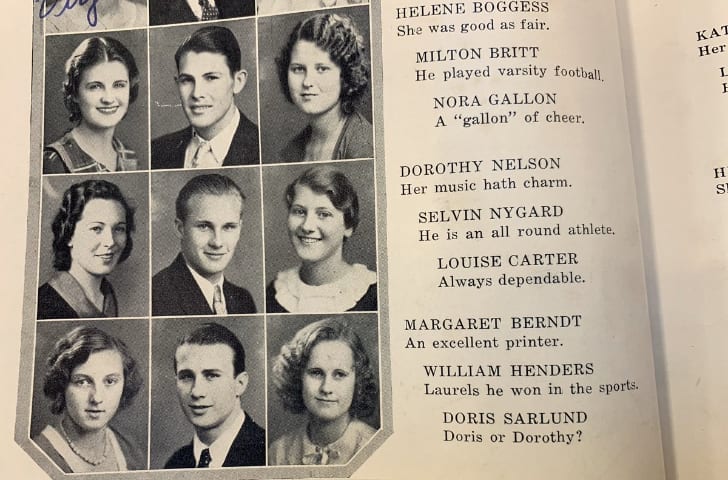 HELENE BOGGESS
She was good as fair.
MILTON BRITT
He played varsity football.
NORA GALLON
A "gallon" of cheer.
DOROTHY NELSON
Her music hath charm.
SELVIN NYGARD
He is an all round athlete.
LOUISE CARTER
Always dependable.
MARGARET BERNDT
An excellent printer.
WILLIAM HENDERS
Laurels he won in the sports.
DORIS SARLUND
Doris or Dorothy?
KAT
Her
H